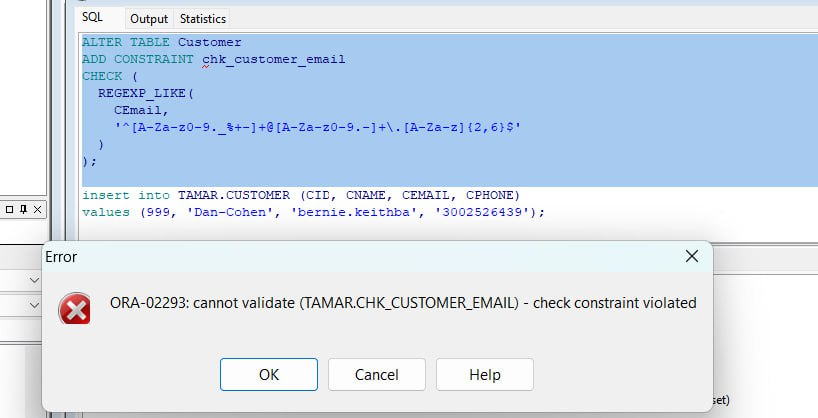 SQL Output Statistics
ALTER TABLE Customer
ADD CONSTRAINT chk_customer_email
CHECK (
REGEXP_LIKE(
CEmail,
'^[A-Za-z0-9._%+-]+@[A-Za-z0-9.-]+\.[A-Za-z]{2,6}$'
)
);
insert into TAMAR.CUSTOMER (CID, CNAME, CEMAIL, CPHONE)
values (999, 'Dan-Cohen', 'bernie.keithba', '3002526439');
Error
ORA-02293: cannot validate (TAMAR.CHK_CUSTOMER_EMAIL) - check constraint violated
OK Cancel Help
set)